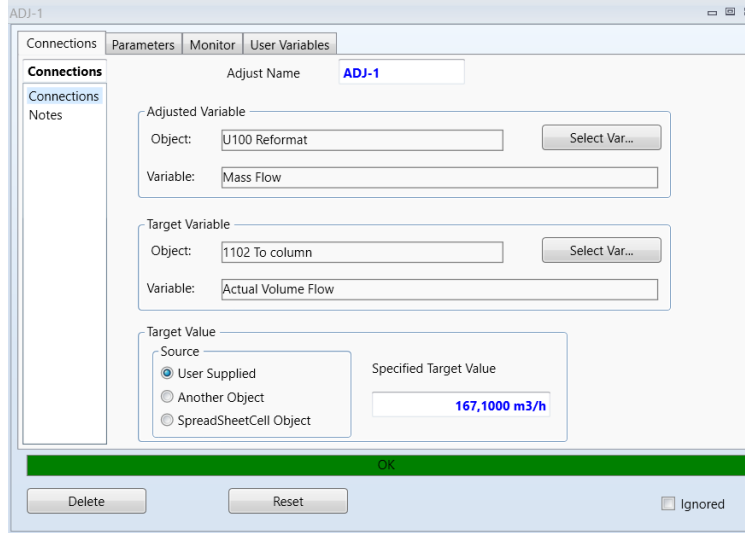 ADJ-1
Connections Parameters Monitor User Variables
Connections
Connections
Notes
Adjust Name ADJ-1
Adjusted Variable
Object: U100 Reformat Select Var...
Variable: Mass Flow
Target Variable
Object: 1102 To column Select Var...
Variable: Actual Volume Flow
Target Value
Source
User Supplied
Another Object
SpreadSheetCell Object
Specified Target Value
167,1000 m3/h
OK
Delete Reset Ignored